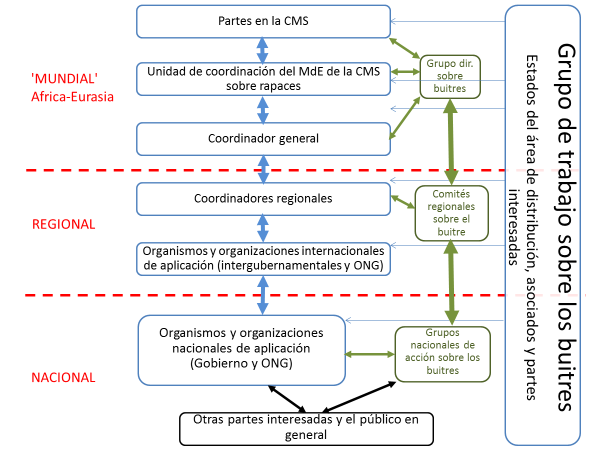 Partes en la CMS
'MUNDIAL'
Africa-Eurasia
Unidad de coordinación del MdE de la CMS
sobre rapaces
Grupo dir.
sobre
buitres
Coordinador general
REGIONAL
Coordinadores regionales
Comités
regionales
sobre el
buitre
Organismos y organizaciones internacionales
de aplicación (intergubernamentales y ONG)
NACIONAL
Organismos y organizaciones
nacionales de aplicación
(Gobierno y ONG)
Grupos
nacionales de
acción sobre los
buitres
Otras partes interesadas y el público en
general
Grupo de trabajo sobre los buitres
Estados del área de distribución, asociados y partes
interesadas